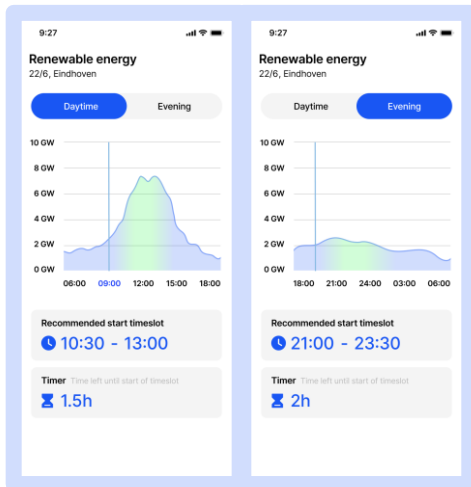 9:27
Renewable energy
22/6, Eindhoven
Daytime Evening
10 GW
8 GW
6 GW
4 GW
2 GW
0 GW
06:00 09:00 12:00 15:00 18:00
Recommended start timeslot
10:30 - 13:00
Timer Time left until start of timeslot
1.5h
9:27
Renewable energy
22/6, Eindhoven
Daytime Evening
10 GW
8 GW
6 GW
4 GW
2 GW
0 GW
18:00 21:00 24:00 03:00 06:00
Recommended start timeslot
21:00 - 23:30
Timer Time left until start of timeslot
2h